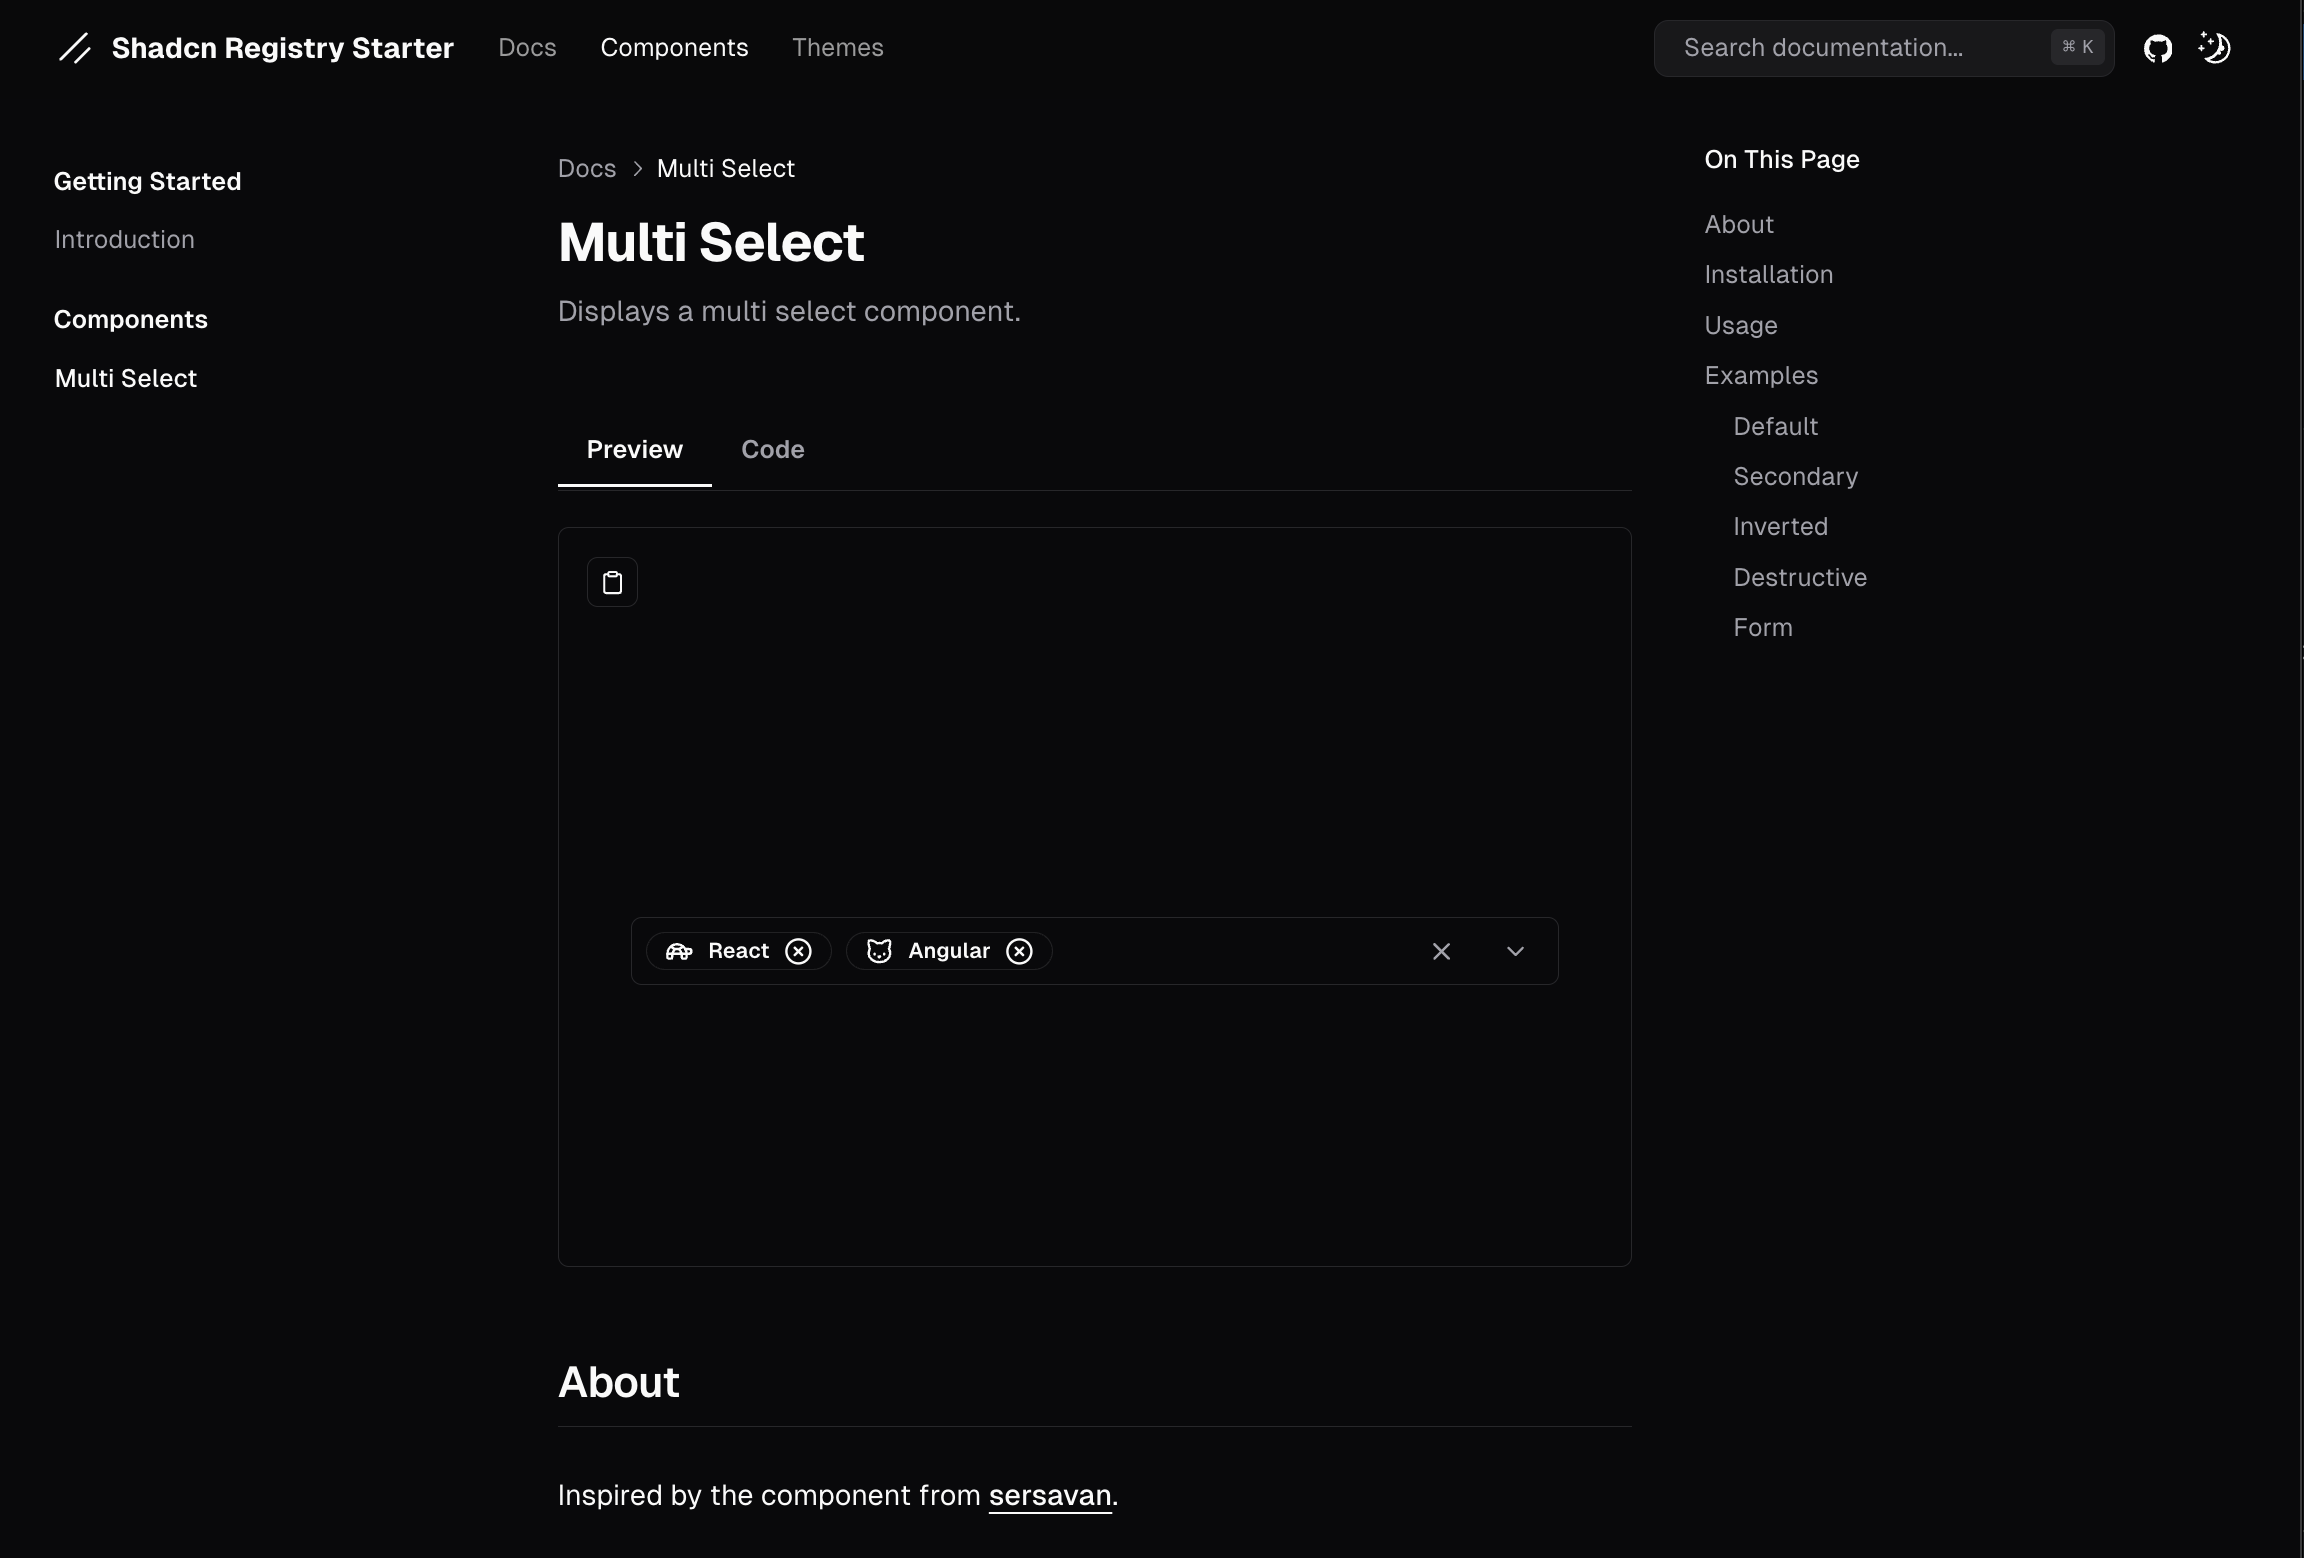 Shadcn Registry Starter
Docs
Components
Themes
Search documentation...
⌘ K
Getting Started
Introduction
Components
Multi Select
Docs > Multi Select
Multi Select
Displays a multi select component.
Preview
Code
React
Angular
About
Inspired by the component from sersavan.
On This Page
About
Installation
Usage
Examples
Default
Secondary
Inverted
Destructive
Form